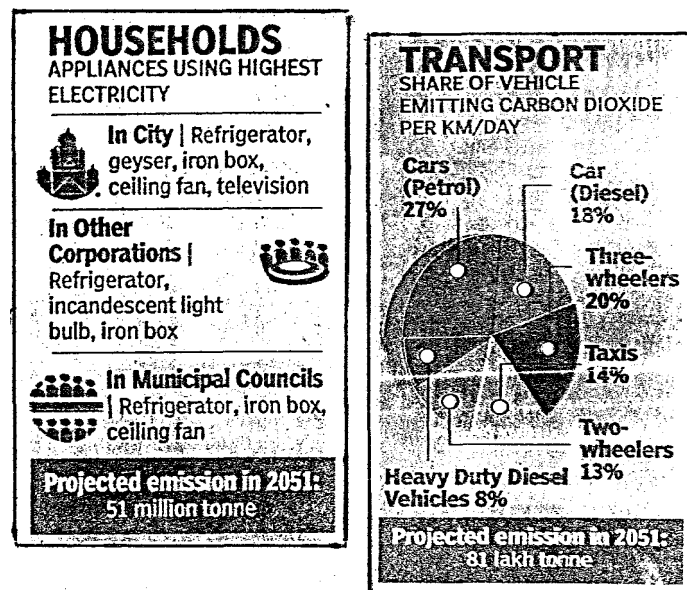 HOUSEHOLDS
APPLIANCES USING HIGHEST
ELECTRICITY
In City | Refrigerator,
geyser, iron box,
ceiling fan, television
In Other
Corporations |
Refrigerator,
incandescent light
bulb, iron box
In Municipal Councils
| Refrigerator, iron box,
ceiling fan
Projected emission in 2051:
51 million tonne
TRANSPORT
SHARE OF VEHICLE
EMITTING CARBON DIOXIDE
PER KM/DAY
Cars
(Petrol)
27%
Car
(Diesel)
18%
Three-
wheelers
20%
Taxis
14%
Two-
wheelers
13%
Heavy Duty Diesel
Vehicles 8%
Projected emission in 2051:
81 lakh tonne